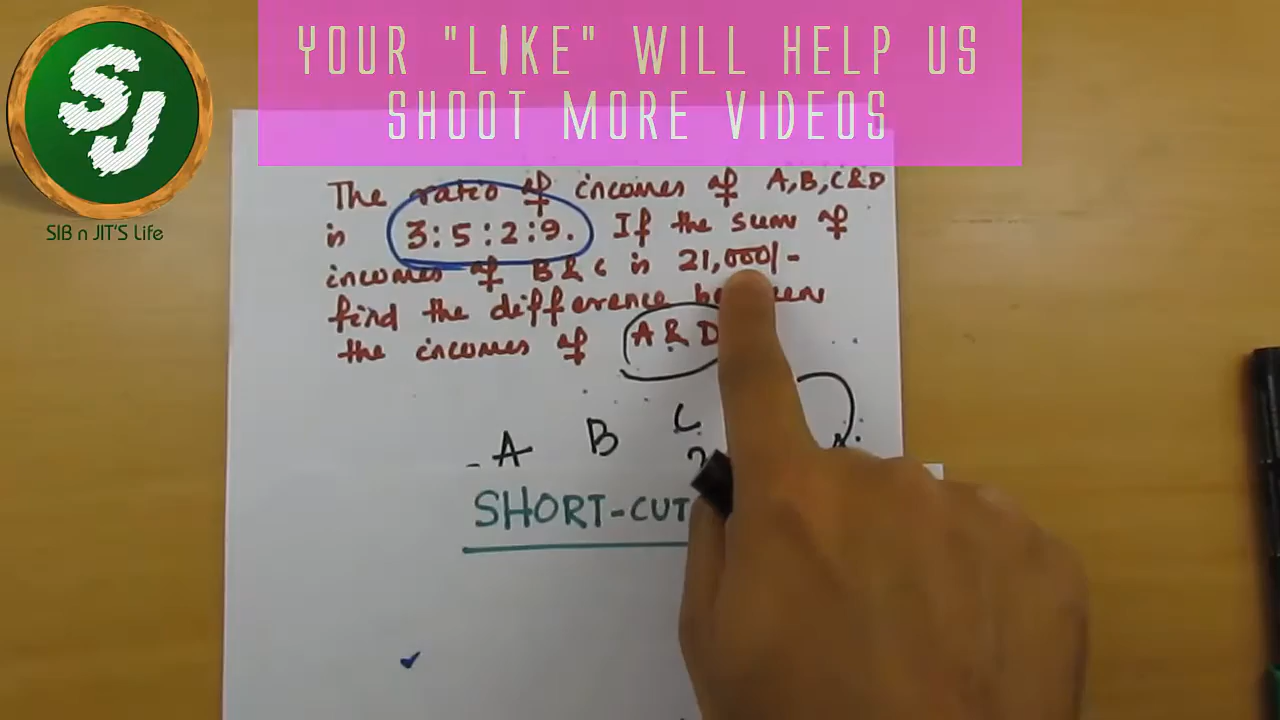 YOUR "LIKE" WILL HELP US
SHOOT MORE VIDEOS
SJ
SIB n JIT'S Life
The ratio of incomes of A,B,C&D
is 3:5:2:9. If the sum of
incomes of B & C is 21,000/-
find the difference between
the incomes of A & D
A B C
2
SHORT-CUT